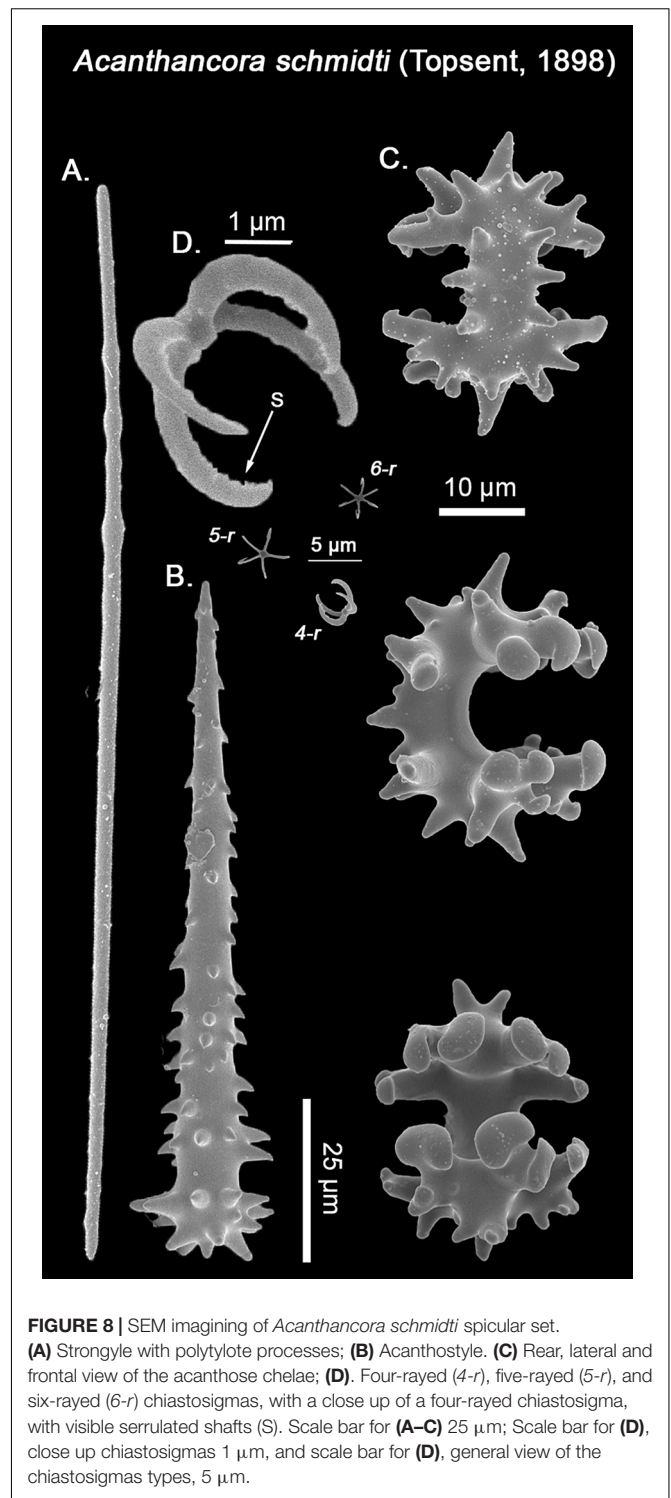 Acanthancora schmidti (Topsent, 1898)
A.
C.
1 µm
D.
S
6-r
10 µm
5-r
5 µm
B.
4-r
25 µm
FIGURE 8 | SEM imagining of Acanthancora schmidti spicular set.
(A) Strongyle with polytylote processes; (B) Acanthostyle. (C) Rear, lateral and
frontal view of the acanthose chelae; (D). Four-rayed (4-r), five-rayed (5-r), and
six-rayed (6-r) chiastosigmas, with a close up of a four-rayed chiastosigma,
with visible serrulated shafts (S). Scale bar for (A–C) 25 µm; Scale bar for (D),
close up chiastosigmas 1 µm, and scale bar for (D), general view of the
chiastosigmas types, 5 µm.